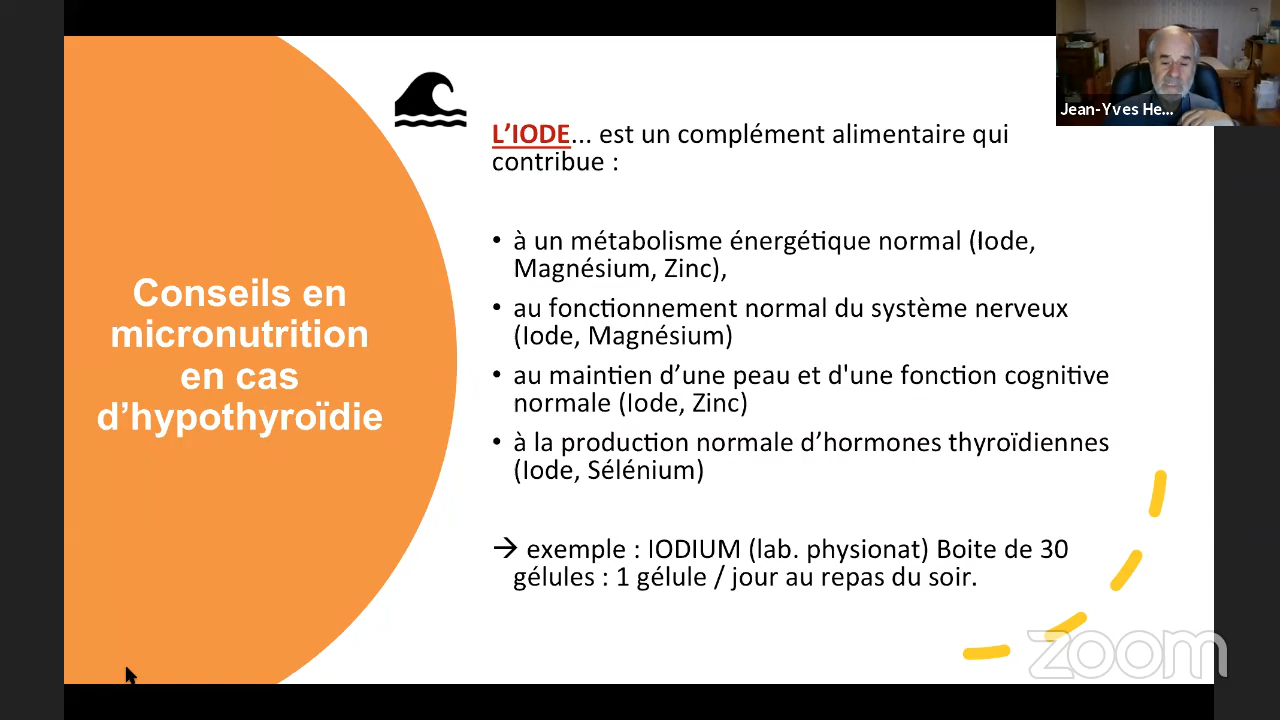 Jean-Yves He...
L'IODE... est un complément alimentaire qui
contribue :
• à un métabolisme énergétique normal (Iode,
Magnésium, Zinc),
• au fonctionnement normal du système nerveux
(Iode, Magnésium)
• au maintien d’une peau et d'une fonction cognitive
normale (Iode, Zinc)
• à la production normale d’hormones thyroïdiennes
(Iode, Sélénium)
→ exemple : IODIUM (lab. physionat) Boite de 30
gélules : 1 gélule / jour au repas du soir.
Conseils en
micronutrition
en cas
d’hypothyroïdie
zoom